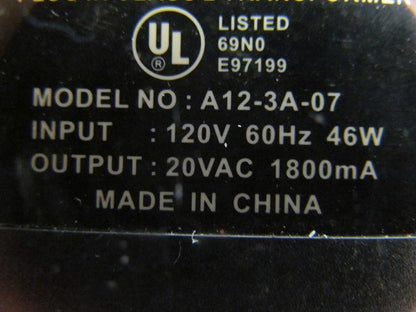 TRANSFORMER
UL
®
LISTED
69N0
E97199
MODEL NO : A12-3A-07
INPUT : 120V 60Hz 46W
OUTPUT : 20VAC 1800mA
MADE IN CHINA